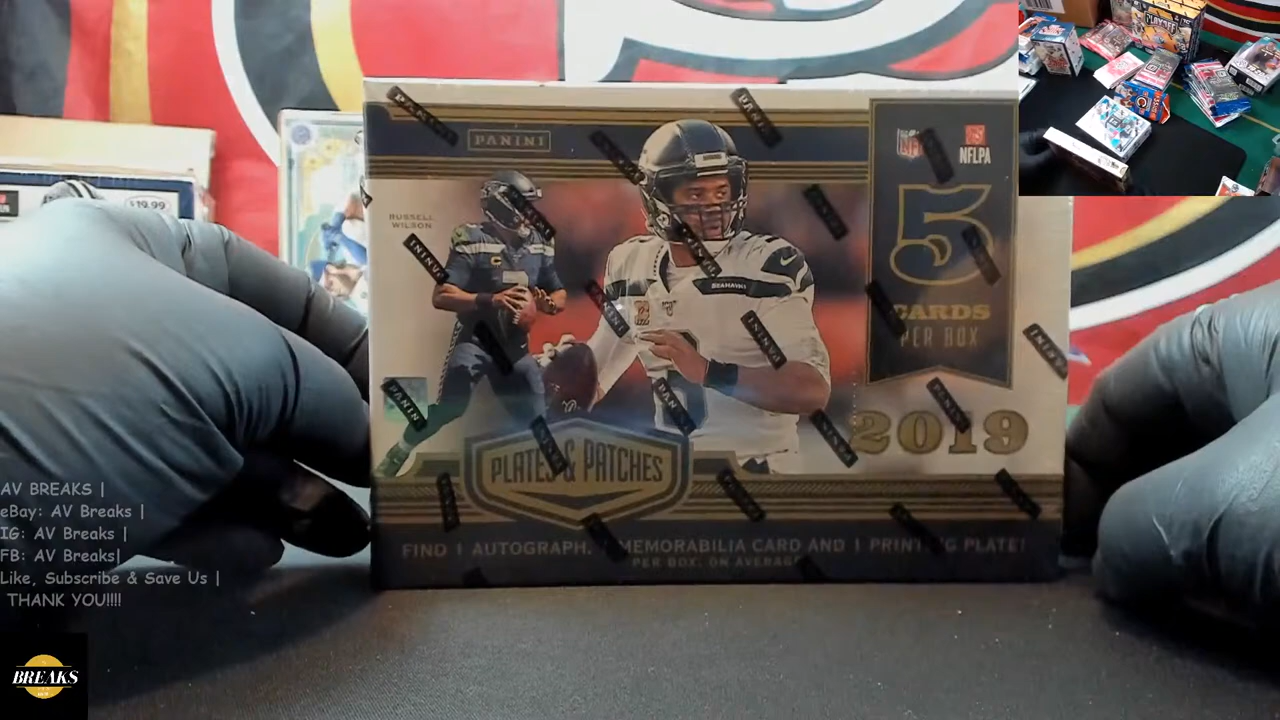 PANINI
RUSSELL
WILSON
SEAHAWKS
NFL
NFLPA
5
CARDS
PER BOX
2019
PLATES & PATCHES
FIND 1 AUTOGRAPH, MEMORABILIA CARD AND 1 PRINTING PLATE!
PER BOX, ON AVERAGE
$19.99
PLAYOFF
AV BREAKS |
eBay: AV Breaks |
IG: AV Breaks |
FB: AV Breaks|
Like, Subscribe & Save Us |
THANK YOU!!!!
BREAKS